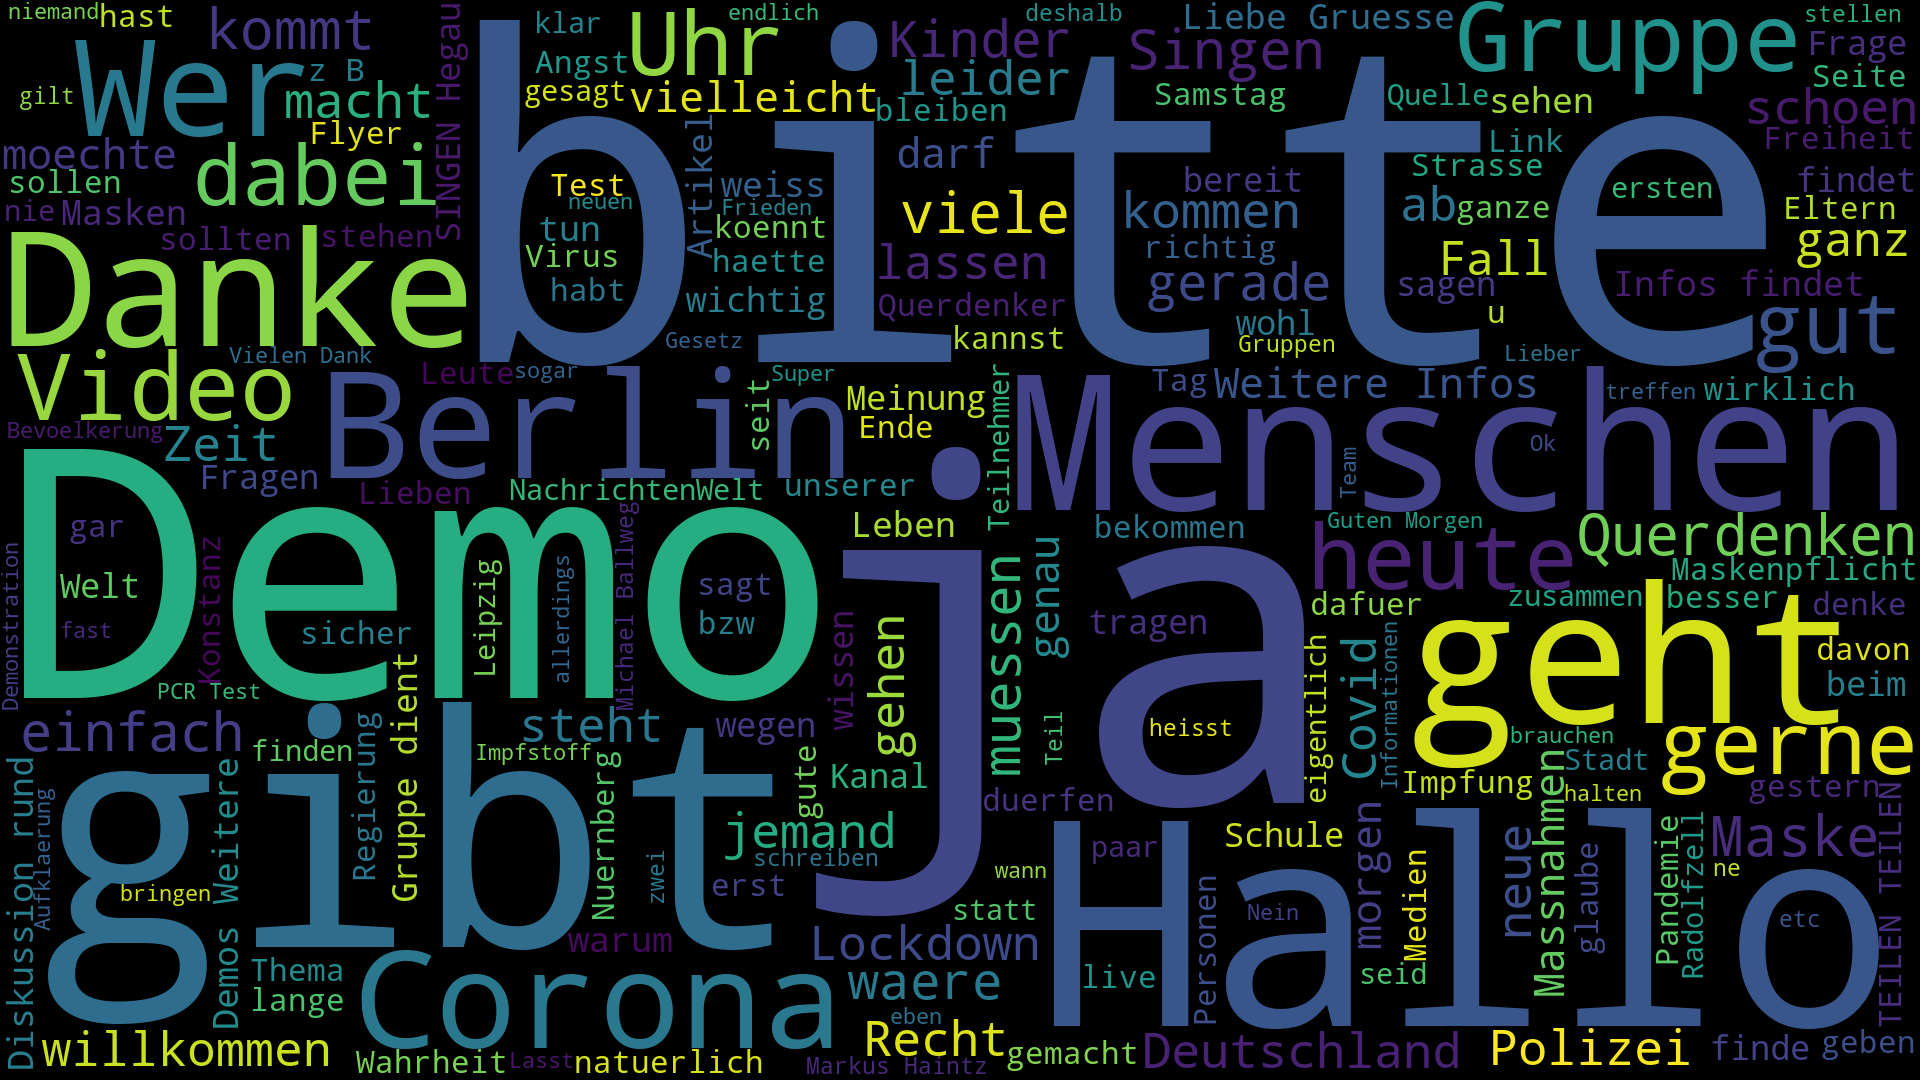 niemand
hast
kommt
klar
endlich
Uhr
deshalb
Liebe Gruesse
Gruppe
stellen
Wer
z B
SINGEN Hegau
Angst
Kinder
Singen
Frage
gilt
macht
gesagt
vielleicht
leider
Samstag
Quelle
sehen
Seite
Flyer
bitte
bleiben
schoen
moechte
dabei
Artikel
darf
Strasse
Link
Freiheit
sollen
Test
weiss
viele
bereit
ersten
findet
nie
Masken
neuen
Frieden
kommen
ab
ganze
Eltern
sollten
stehen
tun
koennt
richtig
Fall
ganz
Danke
Virus
haette
lassen
gerade
sagen
Infos findet
habt
wichtig
Querdenker
wohl
u
gut
Vielen Dank
Gesetz
kannst
Gruppen
Lieber
Video
Leute
sogar
Super
Teilnehmer
Tag
Weitere Infos
treffen
wirklich
Berlin
seit
Meinung
Menschen
Bevoelkerung
Zeit
Ende
Ok
Fragen
Lieben
NachrichtenWelt
unserer
Team
Demo
gar
Konstanz
Michael Ballweg
Leben
bekommen
Guten Morgen
Querdenken
Demonstration
Welt
Leipzig
allerdings
sagt
Ja
muessen
genau
heute
Maskenpflicht
fast
sicher
bzw
wissen
gehen
tragen
dafuer
zusammen
besser
denke
PCR Test
eigentlich
Covid
Informationen
geht
davon
beim
einfach
finden
Regierung
Gruppe dient
steht
Impfstoff
wegen
Teil
heisst
brauchen
gerne
gibt
Nuernberg
gute
Kanal
duerfen
Impfung
Massnahmen
Stadt
halten
gestern
Diskussion rund
Aufklaerung
Demos Weitere
zwei
jemand
schreiben
Hallo
paar
Schule
morgen
neue
Maske
TEILEN TEILEN
bringen
erst
wann
Personen
Medien
glaube
Pandemie
Radolfzell
ne
statt
Nein
etc
warum
Lockdown
Thema
lange
Corona
waere
live
seid
willkommen
Wahrheit
Lasst
natuerlich
eben
Recht
Markus Haintz
gemacht
Deutschland
Polizei
finde
geben